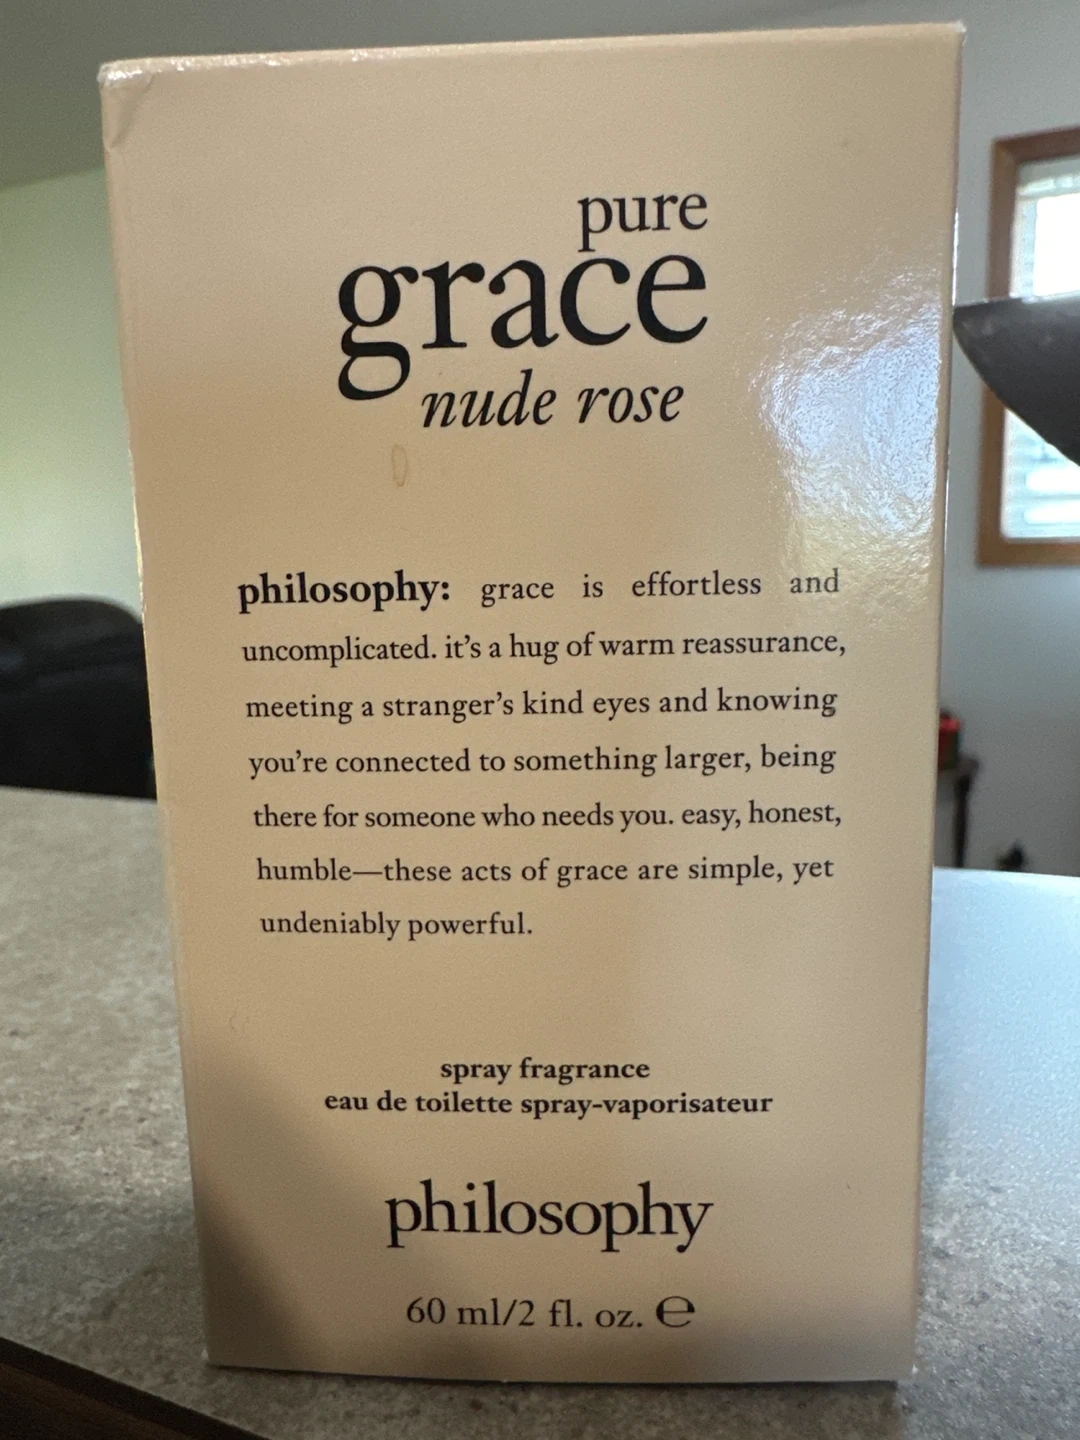 pure
grace
nude rose
philosophy: grace is effortless and
uncomplicated. it's a hug of warm reassurance,
meeting a stranger's kind eyes and knowing
you're connected to something larger, being
there for someone who needs you. easy, honest,
humble—these acts of grace are simple, yet
undeniably powerful.
spray fragrance
eau de toilette spray-vaporisateur
philosophy
60 ml/2 fl. oz. ℮